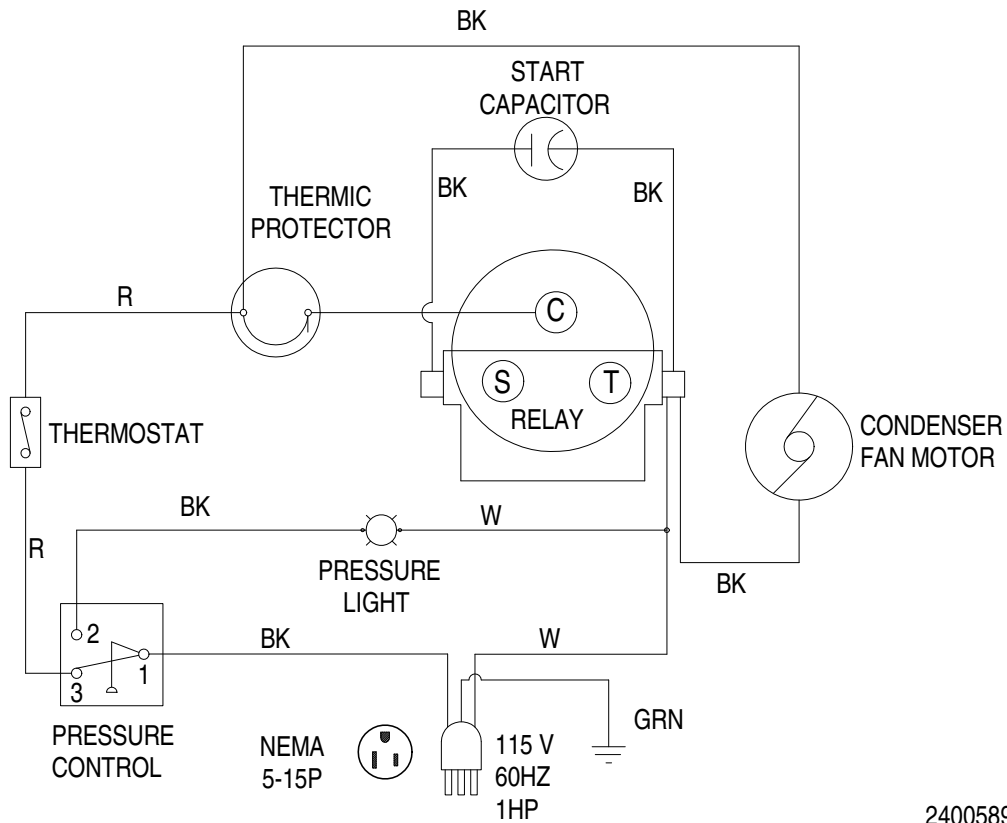 BK
START
CAPACITOR
BK
BK
THERMIC
PROTECTOR
R
C
S
T
RELAY
THERMOSTAT
CONDENSER
FAN MOTOR
BK
W
R
PRESSURE
LIGHT
BK
2
BK
W
1
3
GRN
PRESSURE
CONTROL
NEMA
5-15P
115 V
60HZ
1HP
2400589